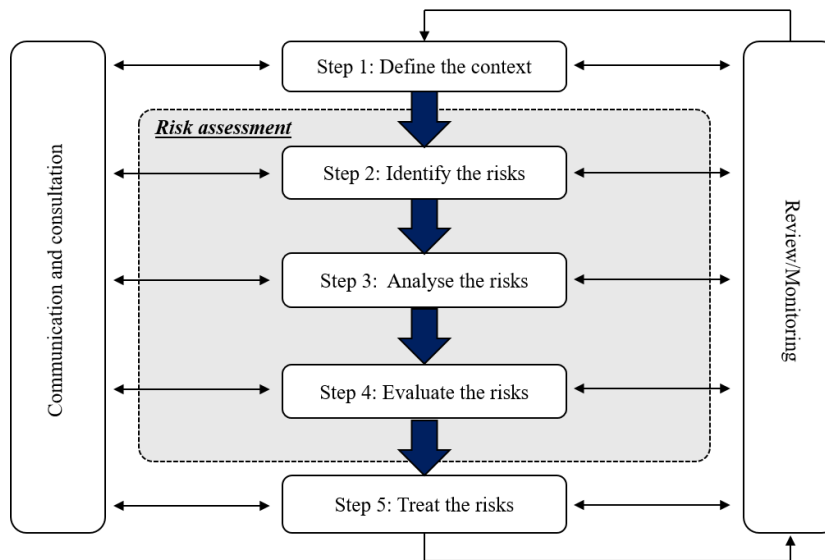 Step 1: Define the context
Risk assessment
Step 2: Identify the risks
Step 3:  Analyse the risks
Step 4: Evaluate the risks
Step 5: Treat the risks
Communication and consultation
Review/Monitoring